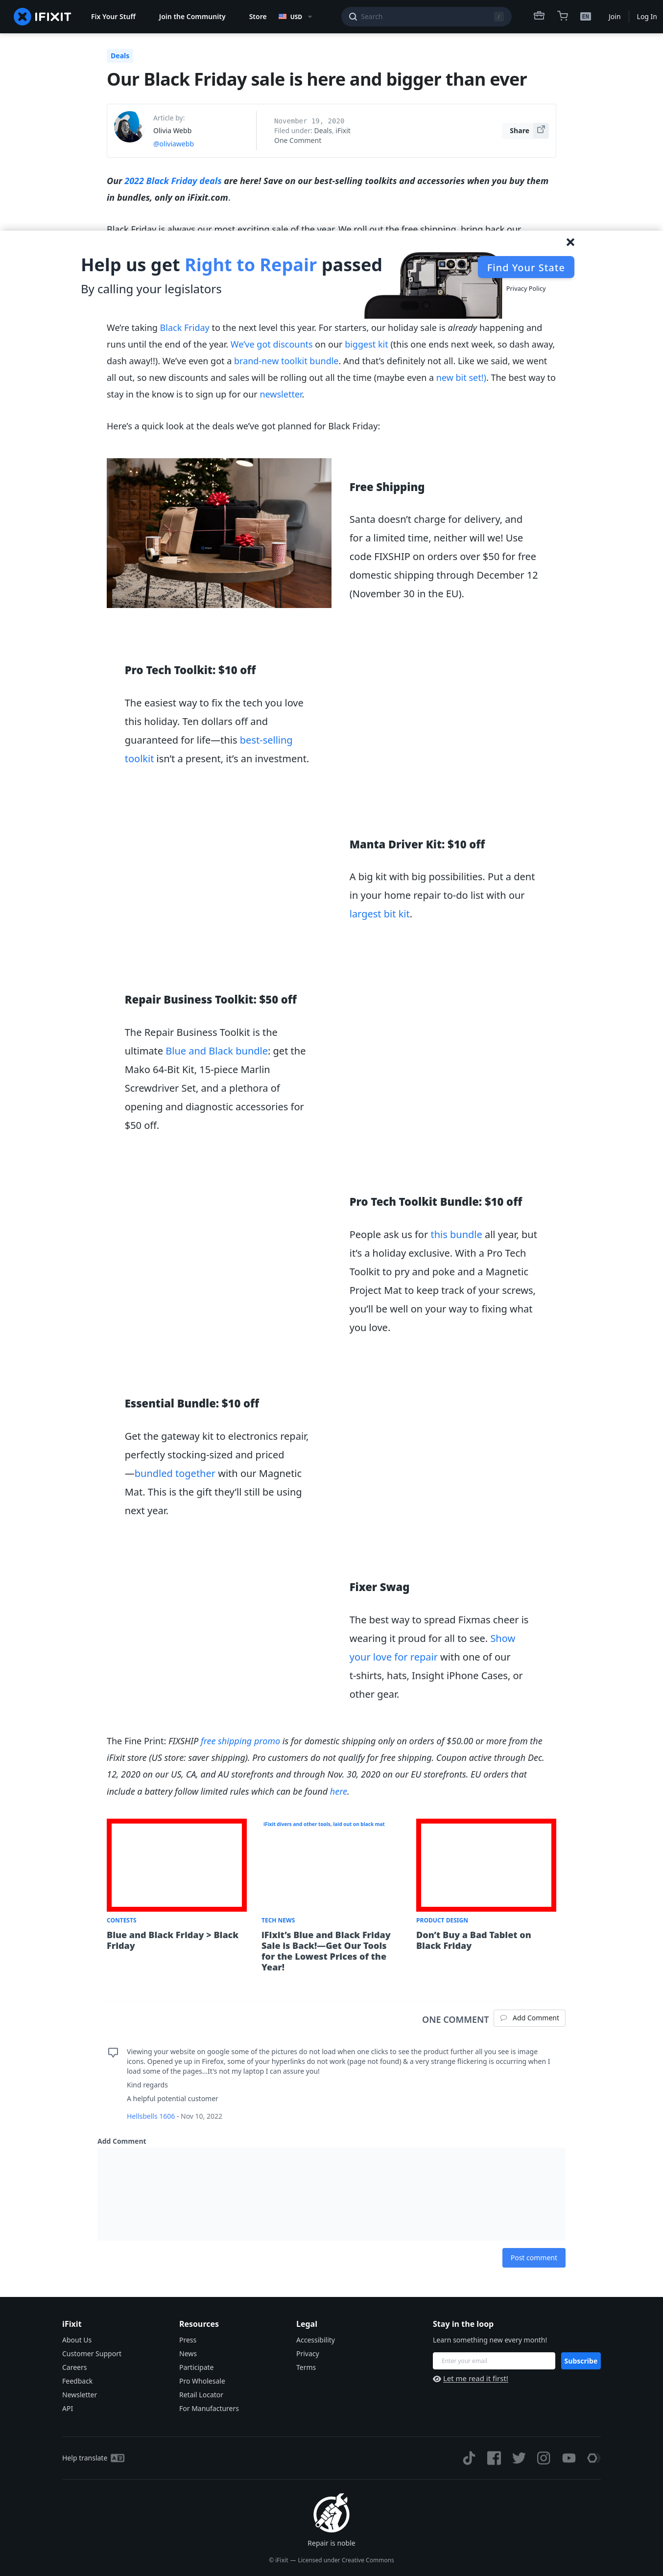 IFIXIT
Fix Your Stuff
Join the Community
Store
USD
Search
/
EN
Join
Log In
Deals
Our Black Friday sale is here and bigger than ever
Article by:
Olivia Webb
@oliviawebb
November 19, 2020
Filed under: Deals, iFixit
One Comment
Share
Our 2022 Black Friday deals are here! Save on our best-selling toolkits and accessories when you buy them
in bundles, only on iFixit.com.
Black Friday is always our most exciting sale of the year. We roll out the free shipping, bring back our
Help us get Right to Repair passed
By calling your legislators
Find Your State
Privacy Policy
We're taking Black Friday to the next level this year. For starters, our holiday sale is already happening and
runs until the end of the year. We've got discounts on our biggest kit (this one ends next week, so dash away,
dash away!!). We've even got a brand-new toolkit bundle. And that's definitely not all. Like we said, we went
all out, so new discounts and sales will be rolling out all the time (maybe even a new bit set!). The best way to
stay in the know is to sign up for our newsletter.
Here's a quick look at the deals we've got planned for Black Friday:
Free Shipping
Santa doesn't charge for delivery, and
for a limited time, neither will we! Use
code FIXSHIP on orders over $50 for free
domestic shipping through December 12
(November 30 in the EU).
Pro Tech Toolkit: $10 off
The easiest way to fix the tech you love
this holiday. Ten dollars off and
guaranteed for life—this best-selling
toolkit isn't a present, it's an investment.
Manta Driver Kit: $10 off
A big kit with big possibilities. Put a dent
in your home repair to-do list with our
largest bit kit.
Repair Business Toolkit: $50 off
The Repair Business Toolkit is the
ultimate Blue and Black bundle: get the
Mako 64-Bit Kit, 15-piece Marlin
Screwdriver Set, and a plethora of
opening and diagnostic accessories for
$50 off.
Pro Tech Toolkit Bundle: $10 off
People ask us for this bundle all year, but
it's a holiday exclusive. With a Pro Tech
Toolkit to pry and poke and a Magnetic
Project Mat to keep track of your screws,
you'll be well on your way to fixing what
you love.
Essential Bundle: $10 off
Get the gateway kit to electronics repair,
perfectly stocking-sized and priced
—bundled together with our Magnetic
Mat. This is the gift they'll still be using
next year.
Fixer Swag
The best way to spread Fixmas cheer is
wearing it proud for all to see. Show
your love for repair with one of our
t-shirts, hats, Insight iPhone Cases, or
other gear.
The Fine Print: FIXSHIP free shipping promo is for domestic shipping only on orders of $50.00 or more from the
iFixit store (US store: saver shipping). Pro customers do not qualify for free shipping. Coupon active through Dec.
12, 2020 on our US, CA, and AU storefronts and through Nov. 30, 2020 on our EU storefronts. EU orders that
include a battery follow limited rules which can be found here.
CONTESTS
Blue and Black Friday > Black
Friday
iFixit divers and other tools, laid out on black mat
TECH NEWS
iFixit's Blue and Black Friday
Sale is Back!—Get Our Tools
for the Lowest Prices of the
Year!
PRODUCT DESIGN
Don't Buy a Bad Tablet on
Black Friday
ONE COMMENT
Add Comment
Viewing your website on google some of the pictures do not load when one clicks to see the product further all you see is image
icons. Opened ye up in Firefox, some of your hyperlinks do not work (page not found) & a very strange flickering is occurring when I
load some of the pages...It's not my laptop I can assure you!
Kind regards
A helpful potential customer
Hellsbells 1606 - Nov 10, 2022
Add Comment
Post comment
iFixit
About Us
Customer Support
Careers
Feedback
Newsletter
API
Resources
Press
News
Participate
Pro Wholesale
Retail Locator
For Manufacturers
Legal
Accessibility
Privacy
Terms
Stay in the loop
Learn something new every month!
Enter your email
Subscribe
Let me read it first!
Help translate
Repair is noble
© iFixit — Licensed under Creative Commons